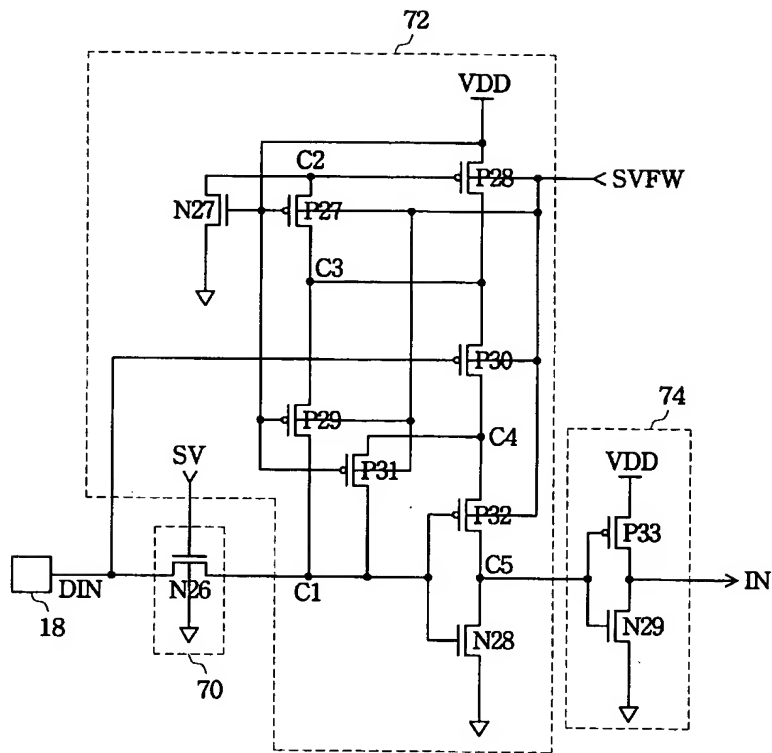 72
VDD
C2
P28
SVFW
N27
P27
C3
P30
74
P29
C4
SV
P31
VDD
P32
P33
DIN
N26
C1
C5
IN
18
N28
N29
70